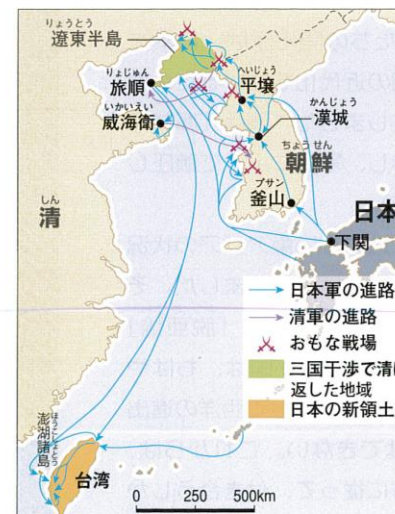 りょうとう
遼東半島
りょじゅん
旅順
いかいえい
威海衛
へいじょう
平壌
かんじょう
漢城
ちょうせん
朝鮮
プサン
釜山
しん
清
日本
下関
日本軍の進路
清軍の進路
おもな戦場
三国干渉で清に
返した地域
日本の新領土
澎湖諸島
ほうこしょとう
台湾
0 250 500km